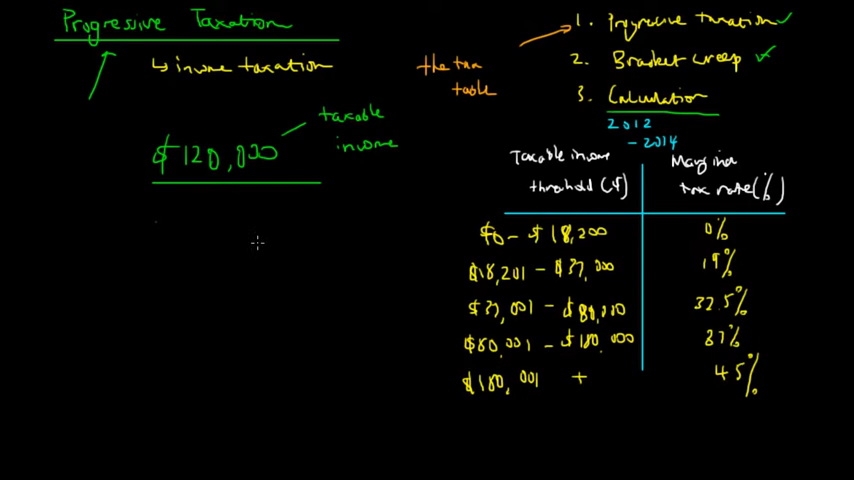 Progressive Taxation
↳ income taxation
$120,000
taxable
income
the tax
table
1. Progressive taxation ✓
2. Bracket creep ✓
3. Calculation
2012
- 2014
Taxable income
threshold ($)
Marginal
tax rate (%)
$0 - $18,200 0%
$18,201 - $37,000 19%
$37,001 - $80,000 32.5%
$80,001 - $180,000 37%
$180,001 + 45%